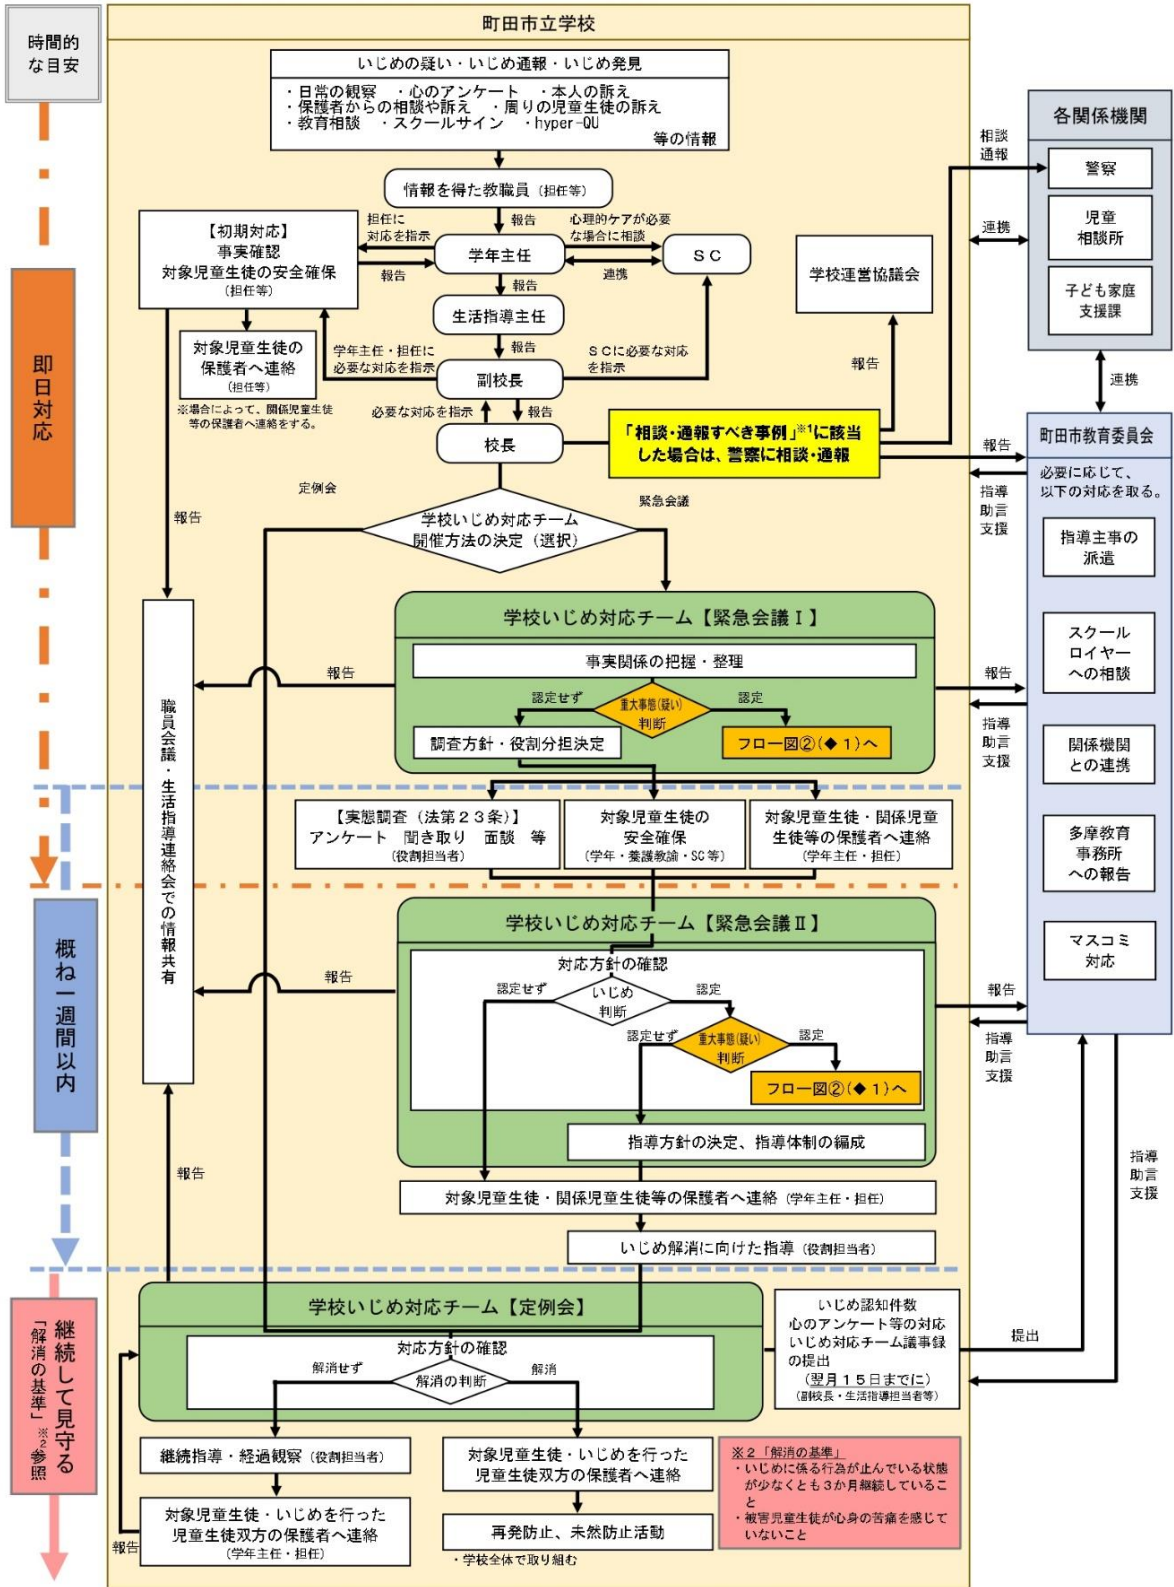 時間的
な目安
町田市立学校
いじめの疑い・いじめ通報・いじめ発見
・日常の観察　・心のアンケート　・本人の訴え
・保護者からの相談や訴え　・周りの児童生徒の訴え
・教育相談　・スクールサイン　・hyper-QU
等の情報
情報を得た教職員（担任等）
報告
【初期対応】
事実確認
対象児童生徒の安全確保
（担任等）
担任に
対応を指示
報告
学年主任
心理的ケアが必要
な場合に相談
連携
ＳＣ
報告
生活指導主任
報告
対象児童生徒の
保護者へ連絡
（担任等）
※場合によって、関係児童生徒
等の保護者へ連絡をする。
学年主任・担任に
必要な対応を指示
副校長
ＳＣに必要な対応
を指示
必要な対応を指示
報告
校長
「相談・通報すべき事例」※1に該当
した場合は、警察に相談・通報
学校運営協議会
報告
相談
通報
連携
各関係機関
警察
児童
相談所
子ども家庭
支援課
連携
報告
指導
助言
支援
町田市教育委員会
必要に応じて、
以下の対応を取る。
指導主事の
派遣
スクール
ロイヤー
への相談
関係機関
との連携
多摩教育
事務所
への報告
マスコミ
対応
即日対応
定例会
緊急会議
学校いじめ対応チーム
開催方法の決定（選択）
報告
職員会議・生活指導連絡会での情報共有
学校いじめ対応チーム【緊急会議Ⅰ】
事実関係の把握・整理
報告
認定せず
重大事態(疑い)
判断
認定
調査方針・役割分担決定
フロー図②(◆１)へ
報告
指導
助言
支援
【実態調査（法第２３条）】
アンケート　聞き取り　面談　等
（役割担当者）
対象児童生徒の
安全確保
（学年・養護教諭・SC等）
対象児童生徒・関係児童
生徒等の保護者へ連絡
（学年主任・担任）
概ね一週間以内
学校いじめ対応チーム【緊急会議Ⅱ】
対応方針の確認
報告
認定せず
いじめ
判断
認定
認定せず
重大事態(疑い)
判断
認定
フロー図②(◆１)へ
指導方針の決定、指導体制の編成
報告
指導
助言
支援
対象児童生徒・関係児童生徒等の保護者へ連絡（学年主任・担任）
いじめ解消に向けた指導（役割担当者）
報告
指導
助言
支援
継続して見守る
「解消の基準」※2参照
学校いじめ対応チーム【定例会】
対応方針の確認
解消せず
解消の判断
解消
いじめ認知件数
心のアンケート等の対応
いじめ対応チーム議事録
の提出
（翌月１５日までに）
（副校長・生活指導担当者等）
提出
継続指導・経過観察（役割担当者）
対象児童生徒・いじめを行った
児童生徒双方の保護者へ連絡
（学年主任・担任）
報告
対象児童生徒・いじめを行った
児童生徒双方の保護者へ連絡
再発防止、未然防止活動
・学校全体で取り組む
※２「解消の基準」
・いじめに係る行為が止んでいる状態
が少なくとも３か月継続しているこ
と
・被害児童生徒が心身の苦痛を感じて
いないこと